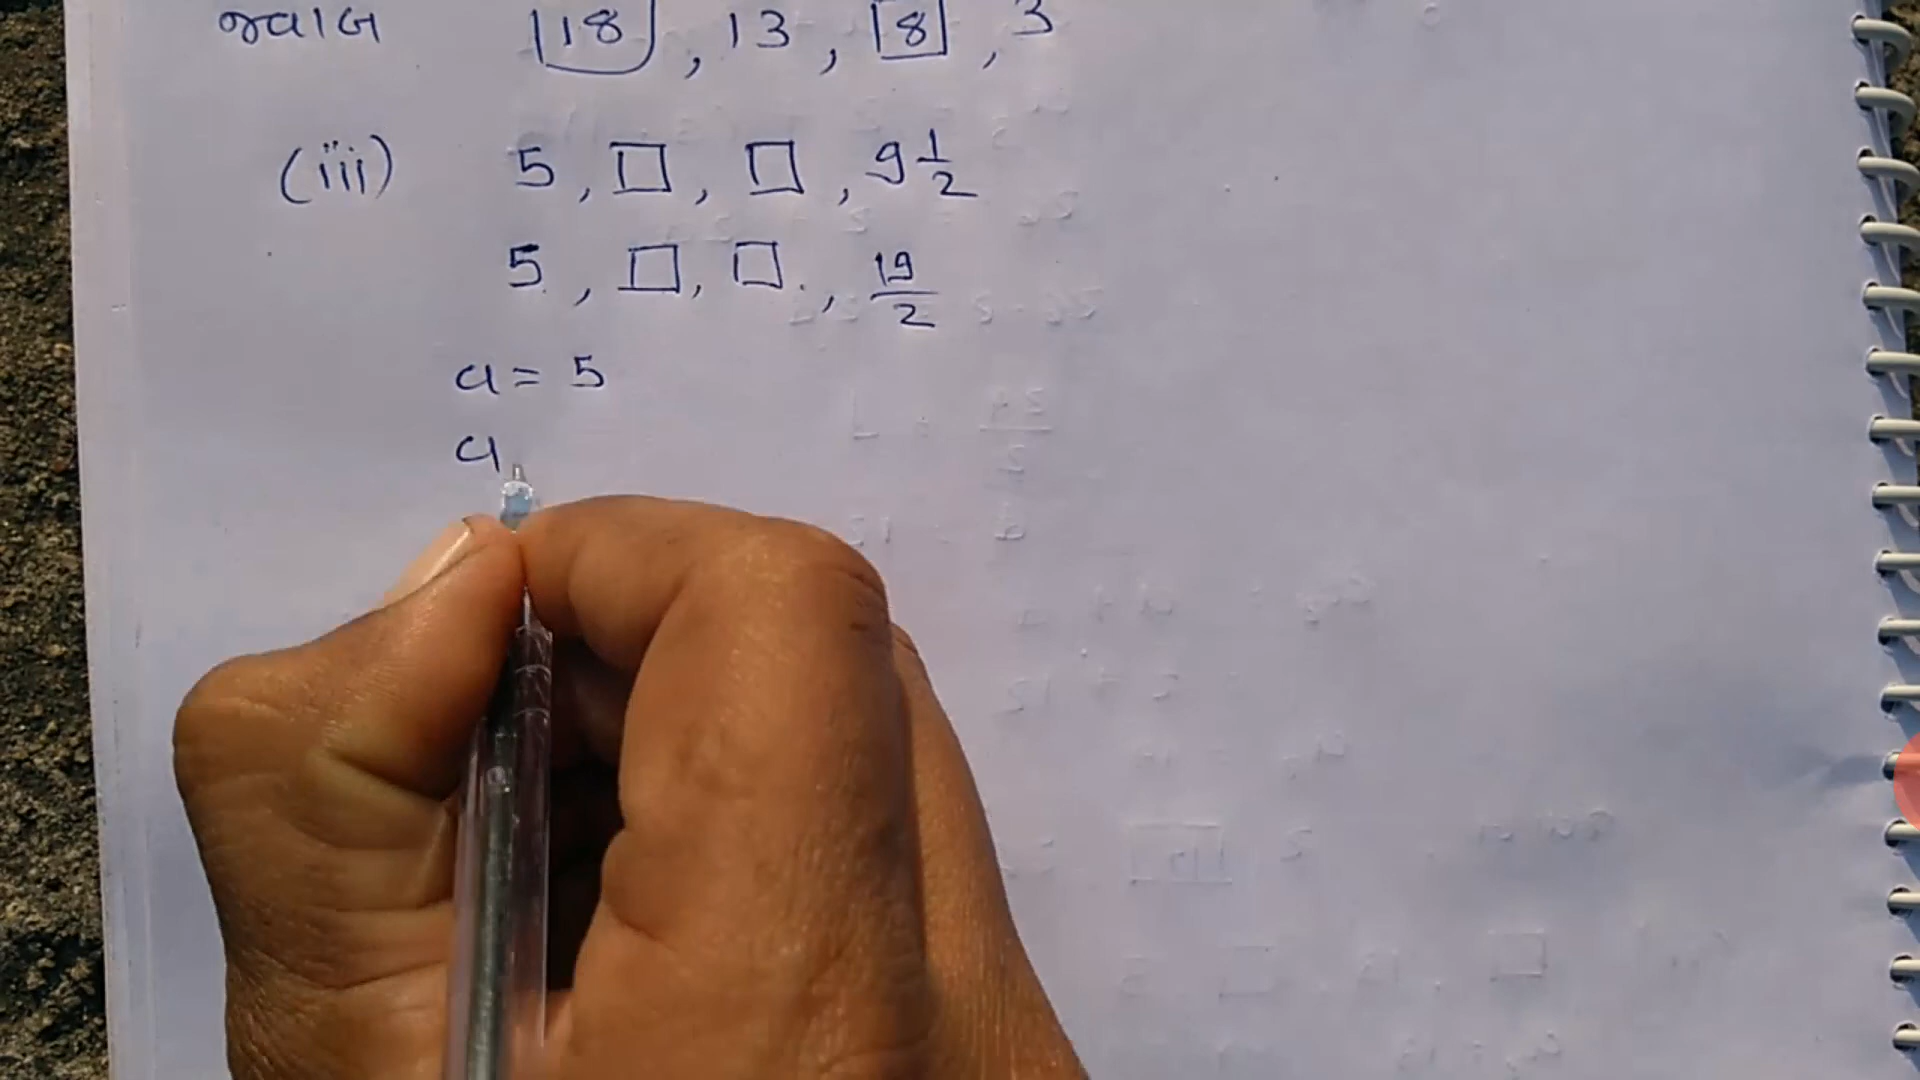 જવાબ 18 , 13 , 8 , 3
(iii) 5 , □ , □ , 9 1/2
5 , □ , □ , 19/2
a = 5
a